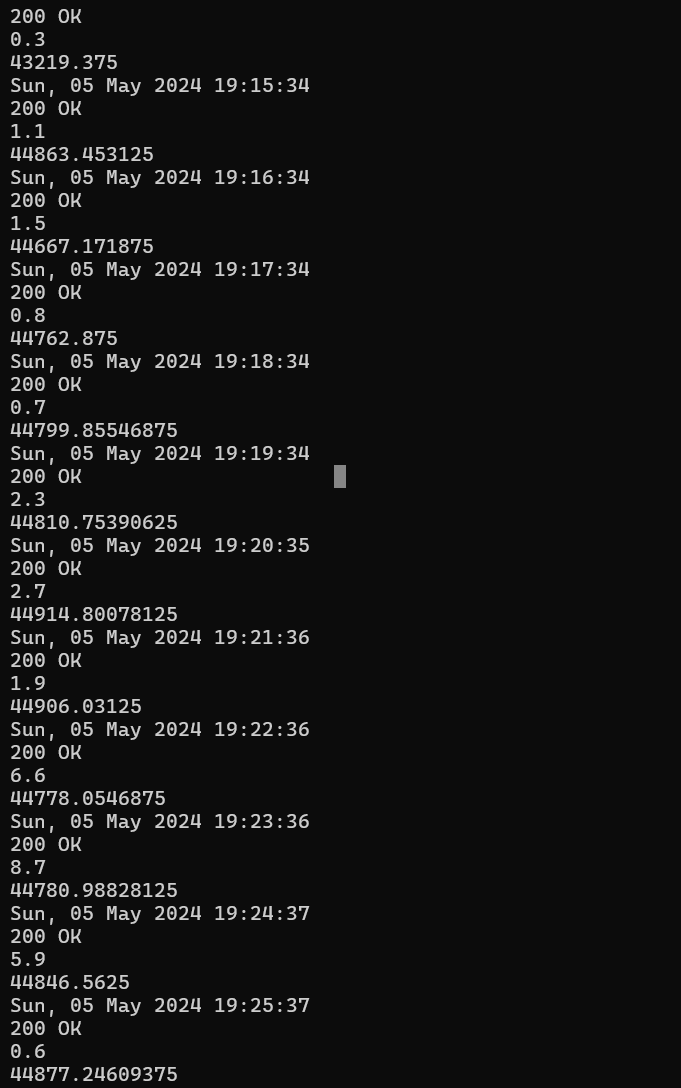 200 OK
0.3
43219.375
Sun, 05 May 2024 19:15:34
200 OK
1.1
44863.453125
Sun, 05 May 2024 19:16:34
200 OK
1.5
44667.171875
Sun, 05 May 2024 19:17:34
200 OK
0.8
44762.875
Sun, 05 May 2024 19:18:34
200 OK
0.7
44799.85546875
Sun, 05 May 2024 19:19:34
200 OK
2.3
44810.75390625
Sun, 05 May 2024 19:20:35
200 OK
2.7
44914.80078125
Sun, 05 May 2024 19:21:36
200 OK
1.9
44906.03125
Sun, 05 May 2024 19:22:36
200 OK
6.6
44778.0546875
Sun, 05 May 2024 19:23:36
200 OK
8.7
44780.98828125
Sun, 05 May 2024 19:24:37
200 OK
5.9
44846.5625
Sun, 05 May 2024 19:25:37
200 OK
0.6
44877.24609375